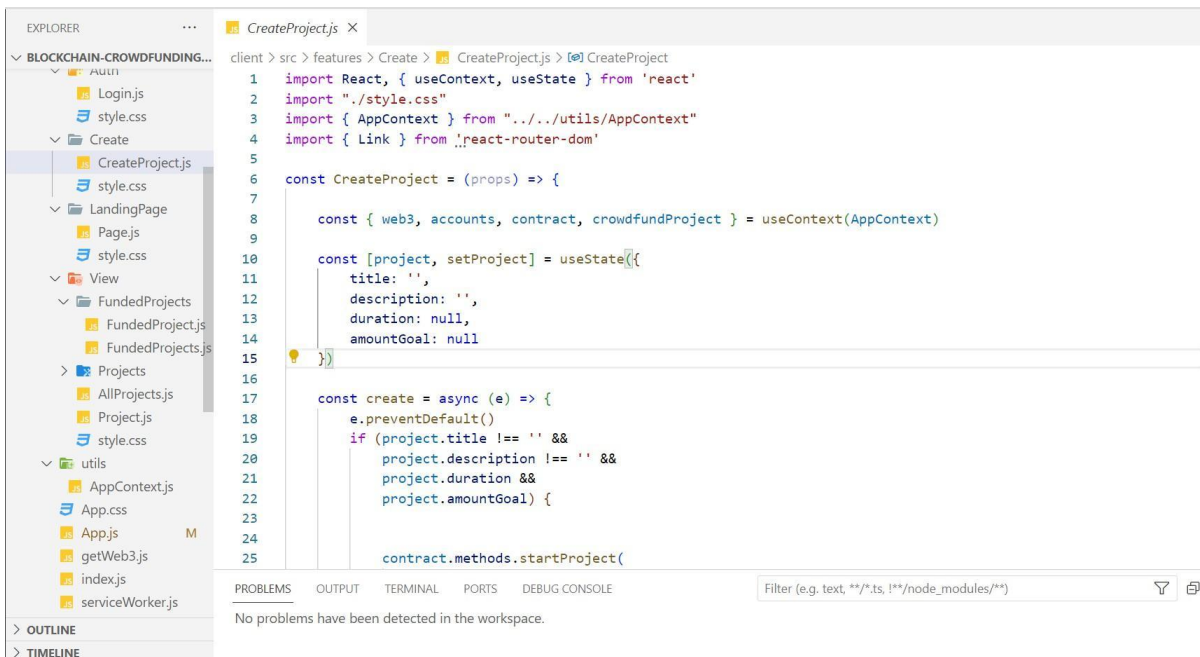 EXPLORER
···
BLOCKCHAIN-CROWDFUNDING...
Auth
Login.js
style.css
Create
CreateProject.js
style.css
LandingPage
Page.js
style.css
View
FundedProjects
FundedProject.js
FundedProjects.js
Projects
AllProjects.js
Project.js
style.css
utils
AppContext.js
App.css
App.js M
getWeb3.js
index.js
serviceWorker.js
OUTLINE
TIMELINE
JS CreateProject.js ×
client > src > features > Create > JS CreateProject.js > CreateProject
1 import React, { useContext, useState } from 'react'
2 import "./style.css"
3 import { AppContext } from "../../utils/AppContext"
4 import { Link } from 'react-router-dom'
5
6 const CreateProject = (props) => {
7
8 const { web3, accounts, contract, crowdfundProject } = useContext(AppContext)
9
10 const [project, setProject] = useState({
11 title: '',
12 description: '',
13 duration: null,
14 amountGoal: null
15 })
16
17 const create = async (e) => {
18 e.preventDefault()
19 if (project.title !== '' &&
20 project.description !== '' &&
21 project.duration &&
22 project.amountGoal) {
23
24
25 contract.methods.startProject(
PROBLEMS OUTPUT TERMINAL PORTS DEBUG CONSOLE
Filter (e.g. text, **/*.ts, !**/node_modules/**)
No problems have been detected in the workspace.